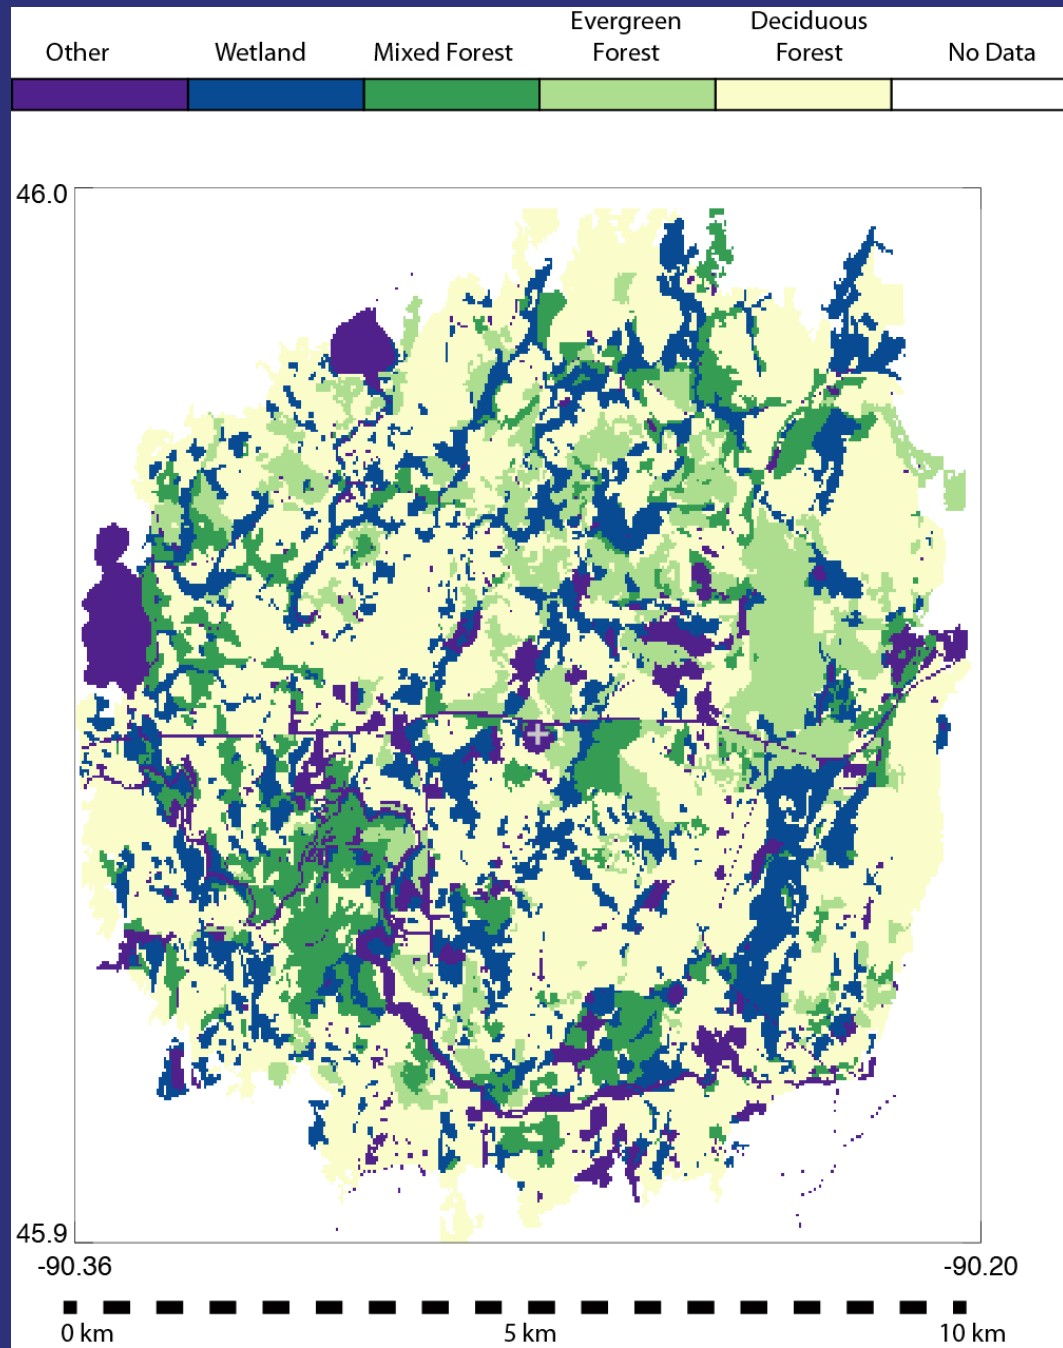 Other
Wetland
Mixed Forest
Evergreen
Forest
Deciduous
Forest
No Data
46.0
45.9
-90.36
-90.20
0 km
5 km
10 km